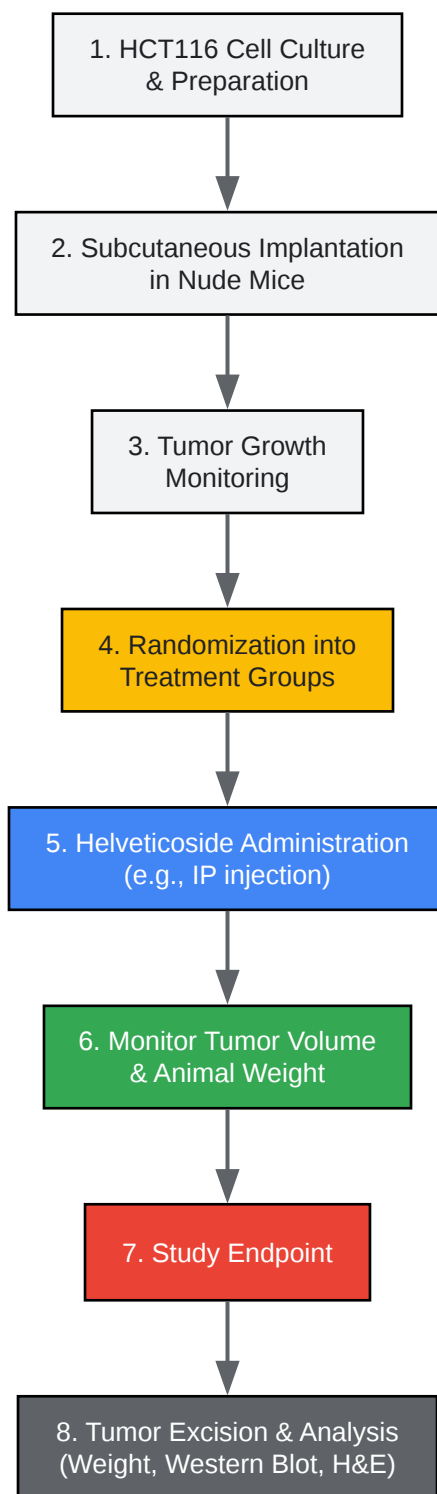 1. HCT116 Cell Culture
& Preparation
2. Subcutaneous Implantation
in Nude Mice
3. Tumor Growth
Monitoring
4. Randomization into
Treatment Groups
5. Helveticoside Administration
(e.g., IP injection)
6. Monitor Tumor Volume
& Animal Weight
7. Study Endpoint
8. Tumor Excision & Analysis
(Weight, Western Blot, H&E)